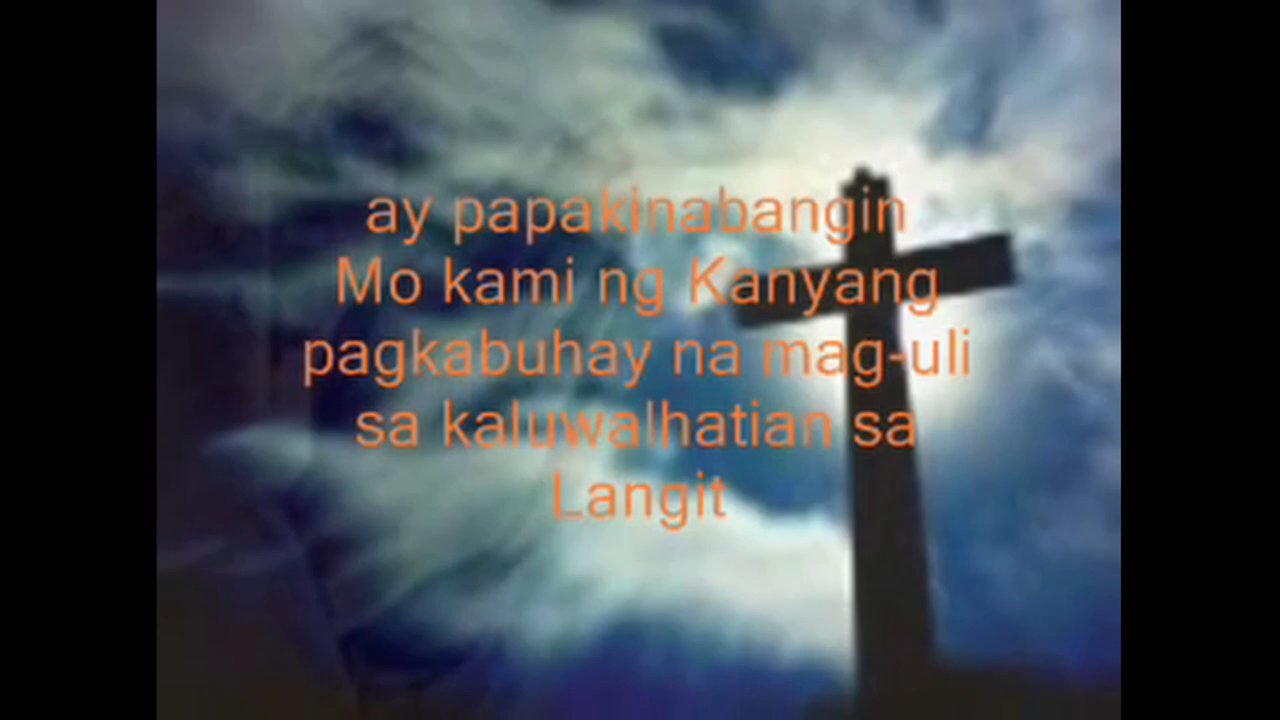 ay papakinabangin
Mo kami ng Kanyang
pagkabuhay na mag-uli
sa kaluwalhatian sa
Langit